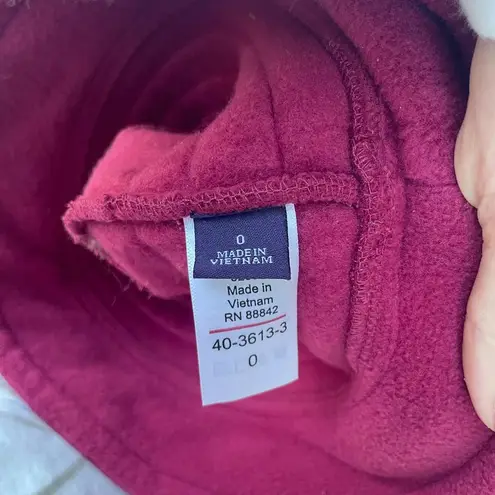 0
MADE IN
VIETNAM
Made in
Vietnam
RN 88842
40-3613-3
0